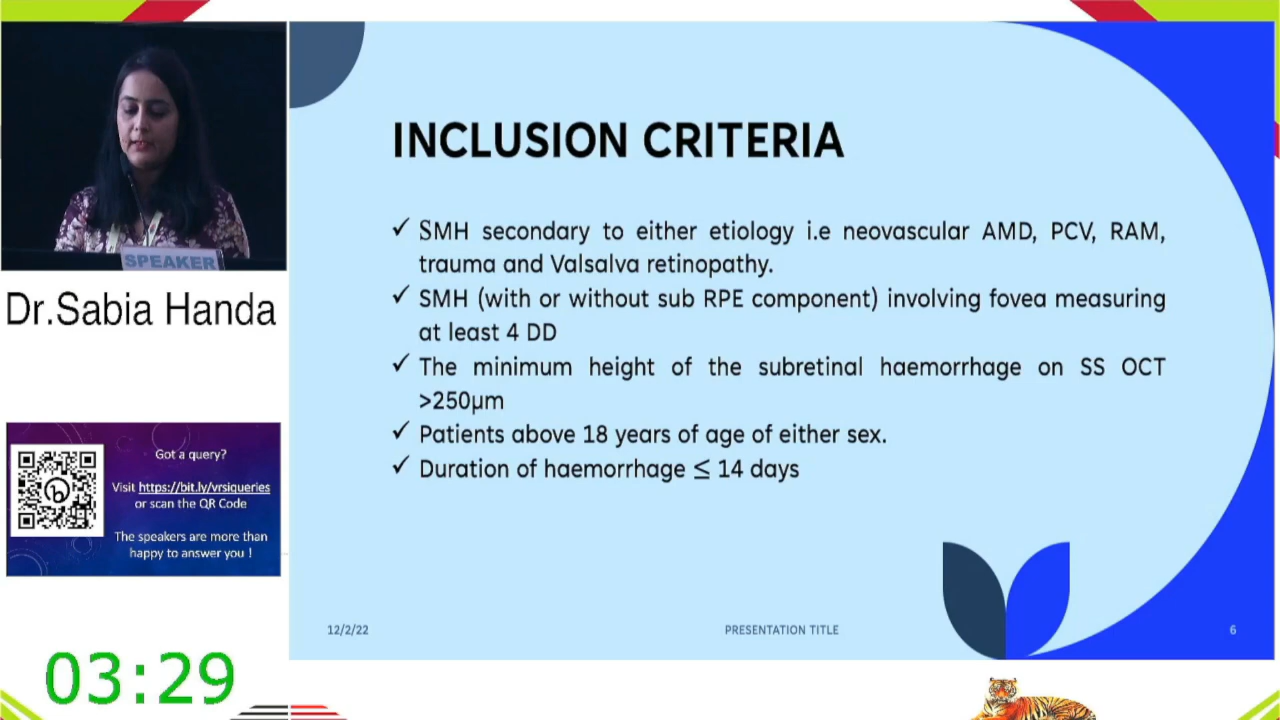 SPEAKER
Dr.Sabia Handa
Got a query?
Visit https://bit.ly/vrsiqueries
or scan the QR Code
The speakers are more than
happy to answer you !
03:29
INCLUSION CRITERIA
✓ SMH secondary to either etiology i.e neovascular AMD, PCV, RAM,
trauma and Valsalva retinopathy.
✓ SMH (with or without sub RPE component) involving fovea measuring
at least 4 DD
✓ The minimum height of the subretinal haemorrhage on SS OCT
>250µm
✓ Patients above 18 years of age of either sex.
✓ Duration of haemorrhage ≤ 14 days
12/2/22
PRESENTATION TITLE
6